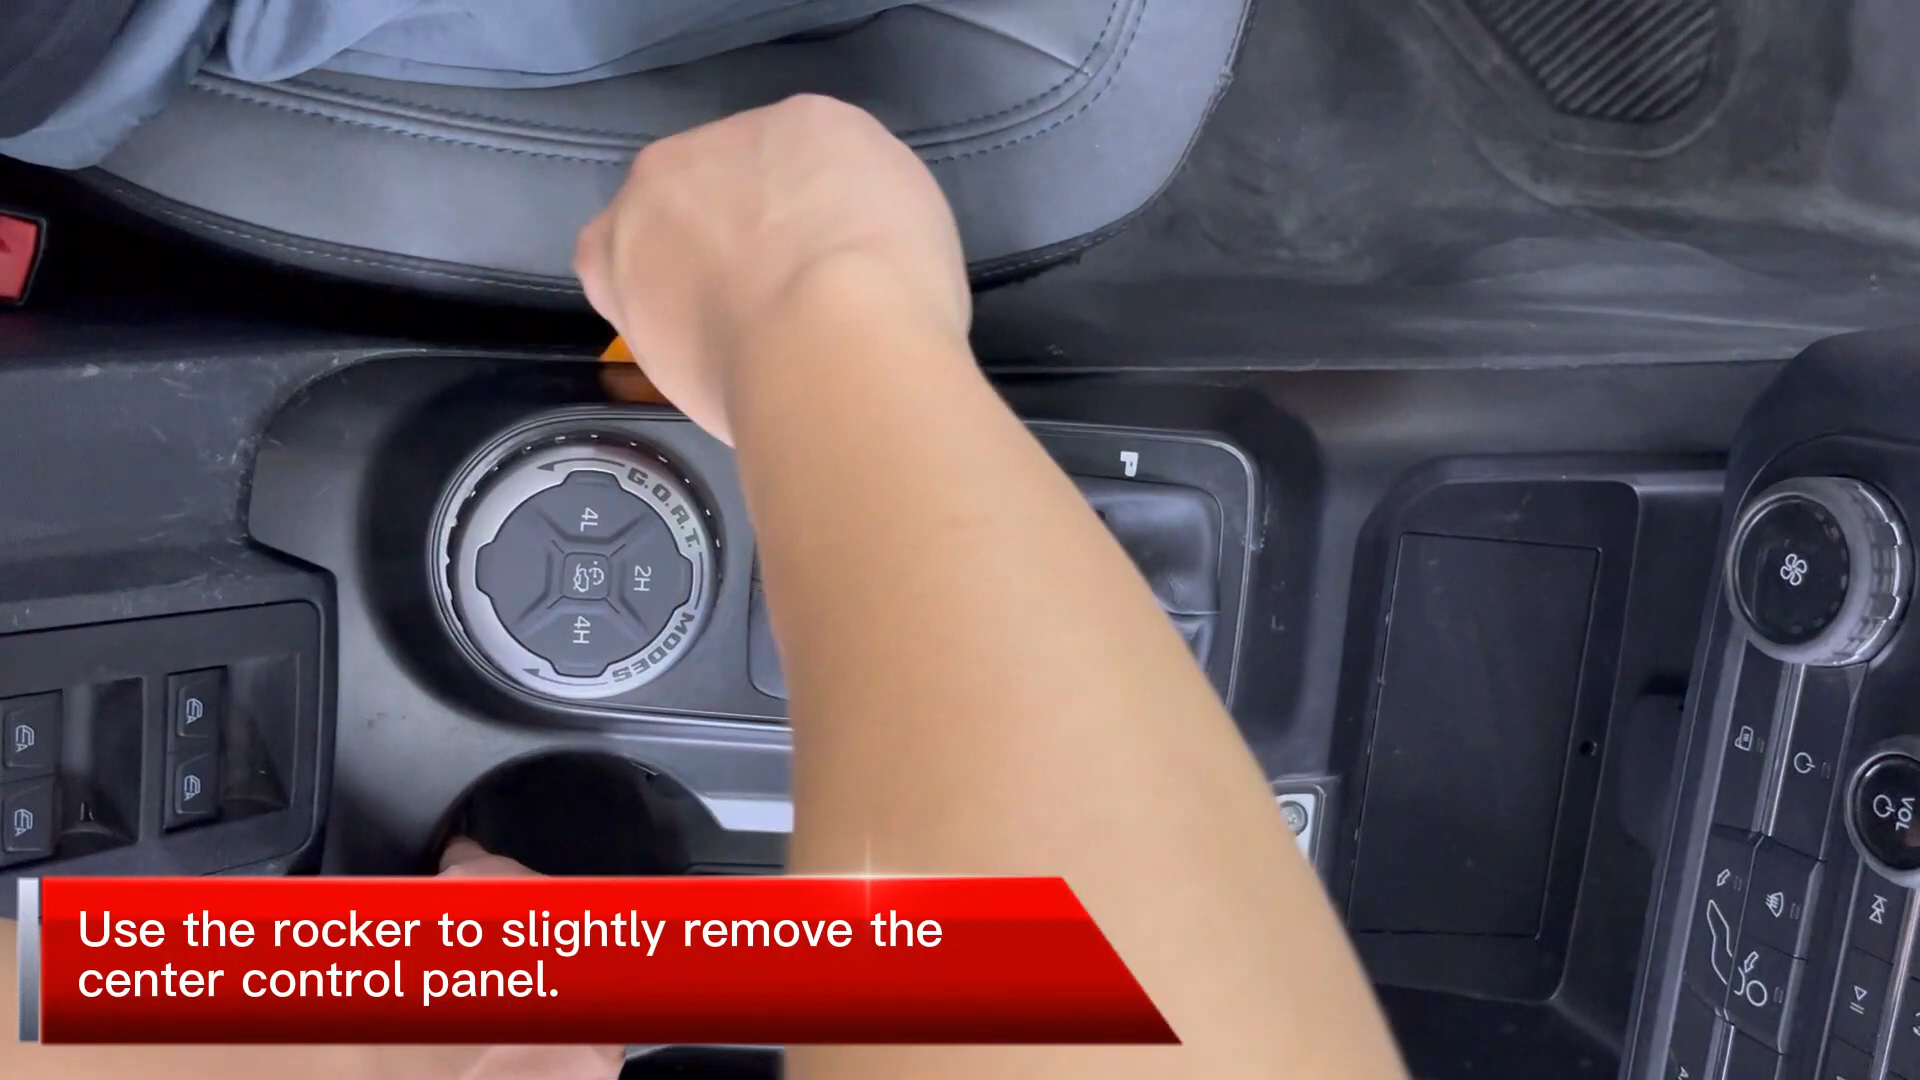 G.O.A.T.
MODES
4L
2H
4H
P
VOL
A
Use the rocker to slightly remove the
center control panel.